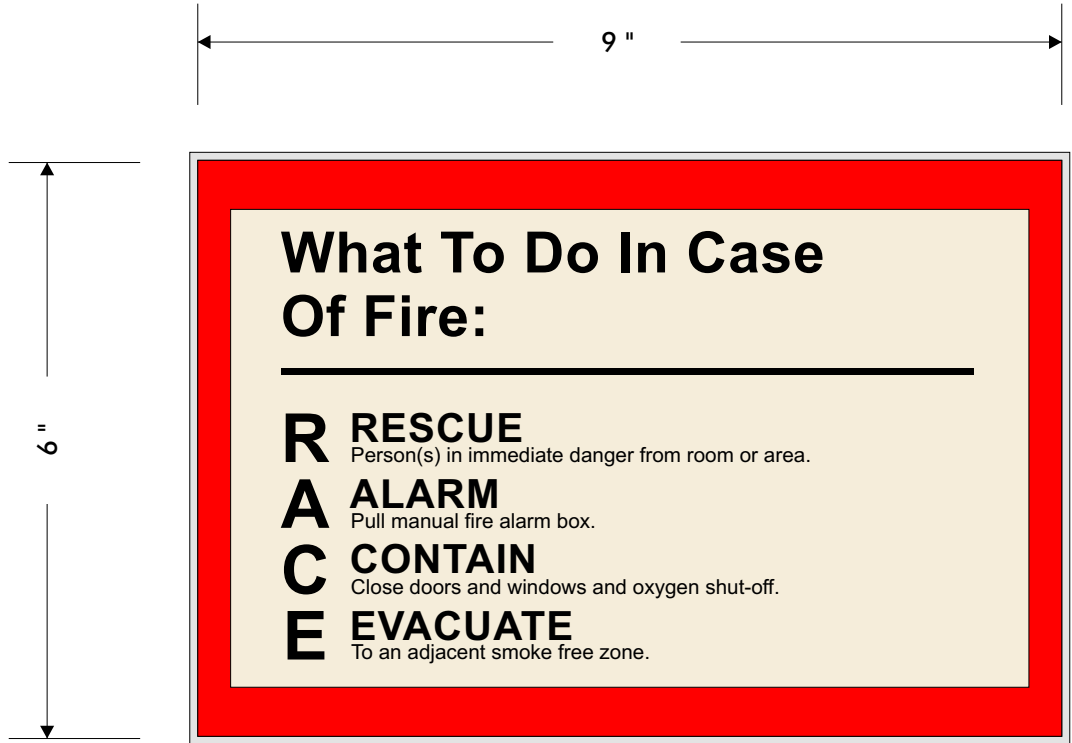 9 "
6 "
What To Do In Case
Of Fire:
R RESCUE
Person(s) in immediate danger from room or area.
A ALARM
Pull manual fire alarm box.
C CONTAIN
Close doors and windows and oxygen shut-off.
E EVACUATE
To an adjacent smoke free zone.